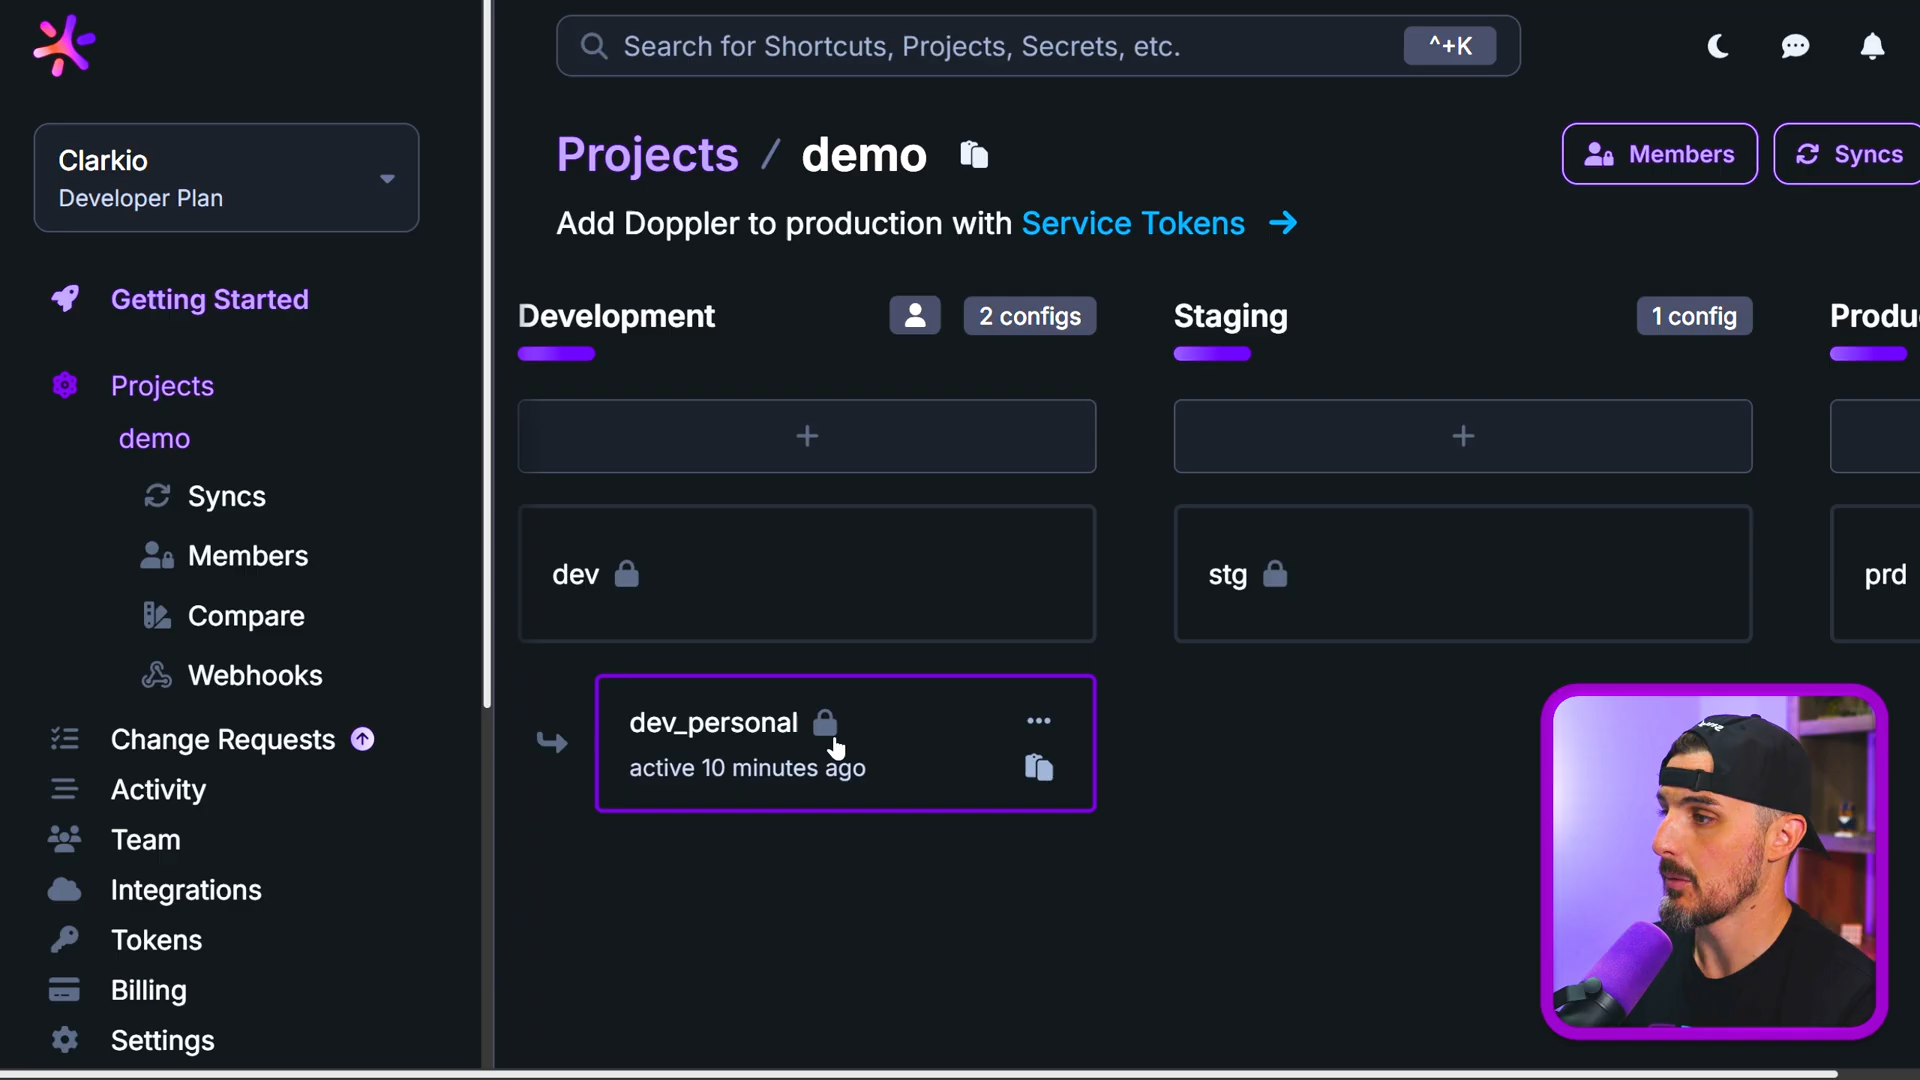 Search for Shortcuts, Projects, Secrets, etc.
^+K
Clarkio
Developer Plan
Getting Started
Projects
demo
Syncs
Members
Compare
Webhooks
Change Requests
Activity
Team
Integrations
Tokens
Billing
Settings
Projects / demo
Members
Syncs
Add Doppler to production with Service Tokens →
Development
2 configs
+
dev
dev_personal
active 10 minutes ago
Staging
1 config
+
stg
Produ
prd